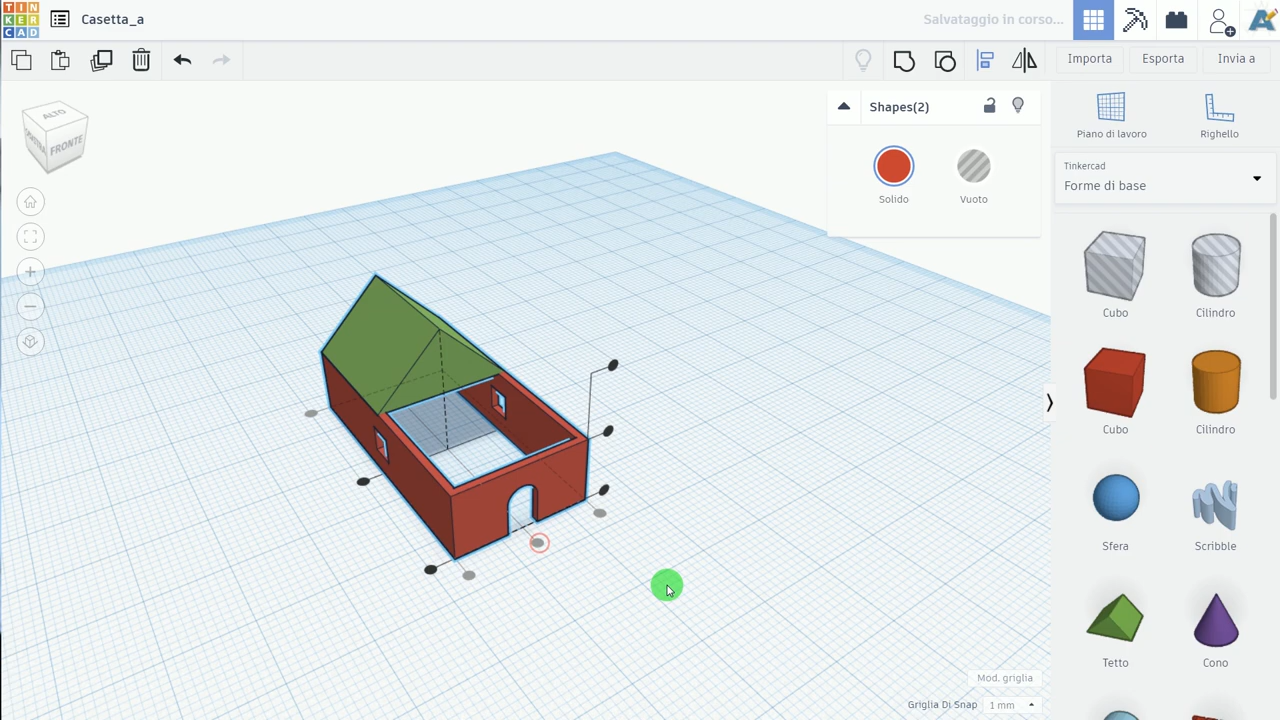 TIN
KER
CAD
Casetta_a
Salvataggio in corso...
Importa
Esporta
Invia a
ALTO
FRONTE
Shapes(2)
Solido
Vuoto
Piano di lavoro
Righello
Tinkercad
Forme di base
Cubo
Cilindro
Cubo
Cilindro
Sfera
Scribble
Tetto
Cono
Mod. griglia
Griglia Di Snap
1 mm